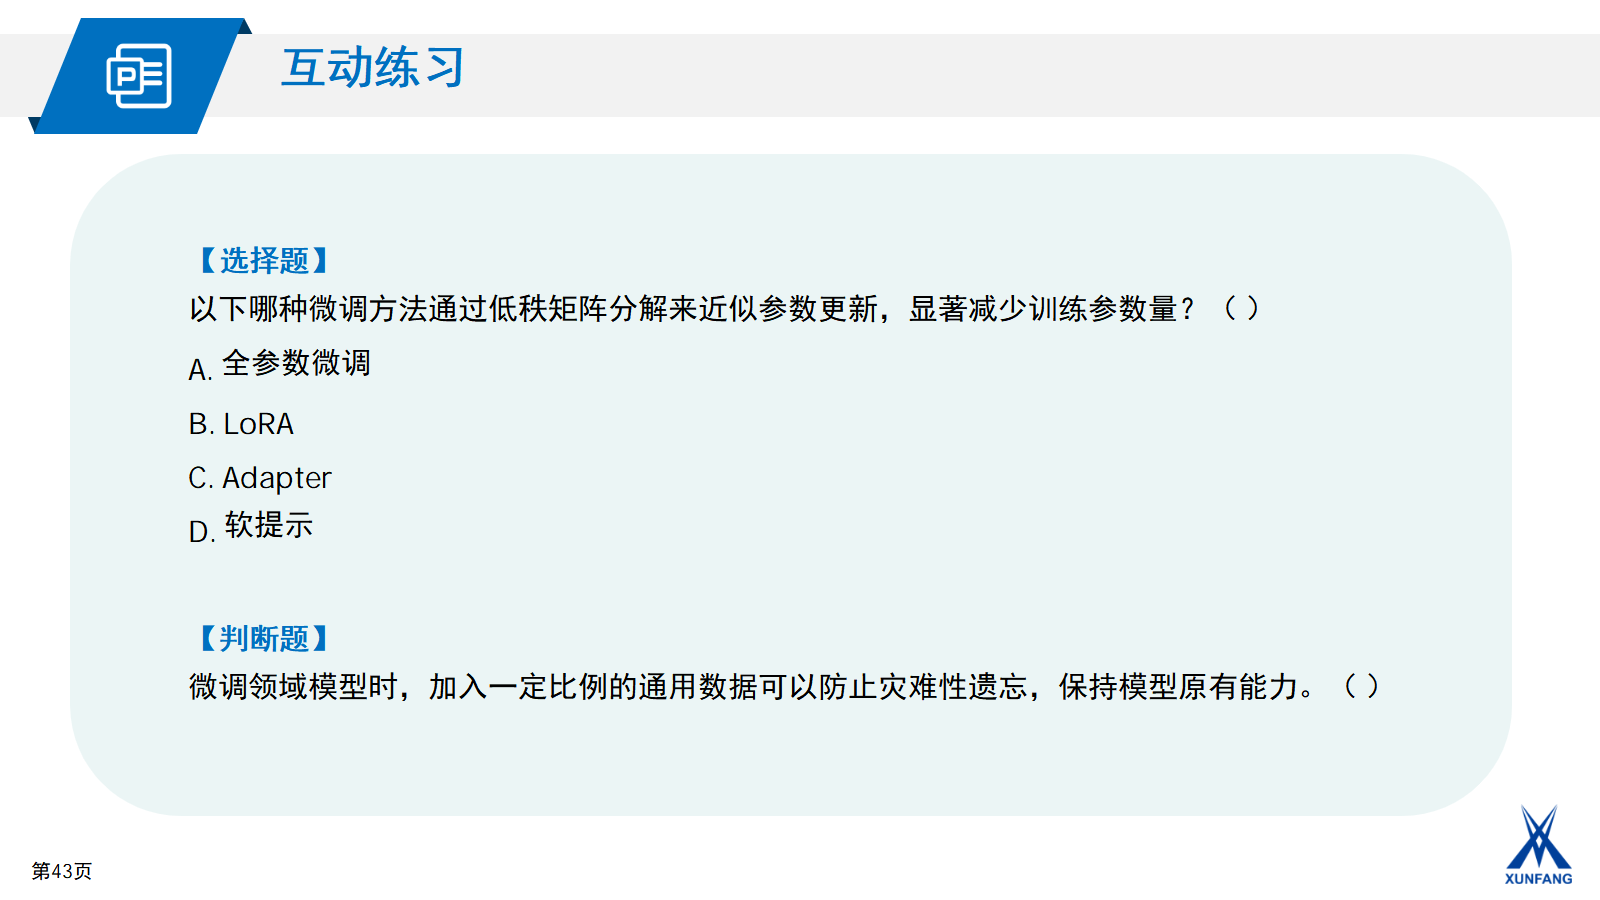 互动练习
【选择题】
以下哪种微调方法通过低秩矩阵分解来近似参数更新，显著减少训练参数量？（ ）
A. 全参数微调
B. LoRA
C. Adapter
D. 软提示
【判断题】
微调领域模型时，加入一定比例的通用数据可以防止灾难性遗忘，保持模型原有能力。（ ）
第43页
XUNFANG